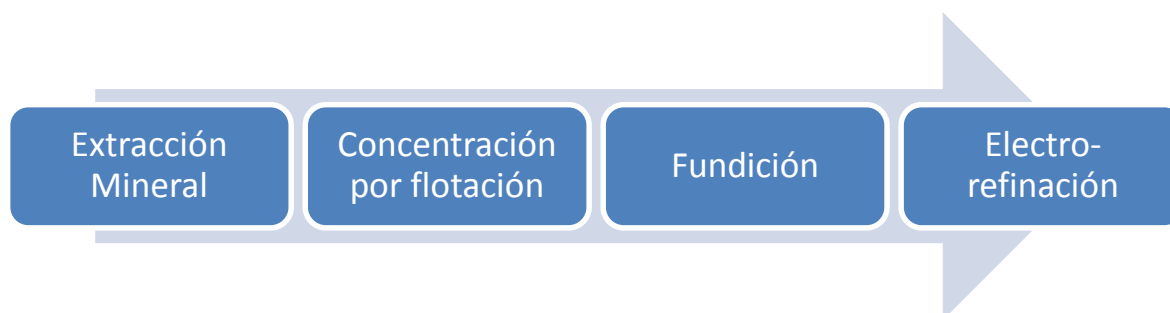 Extracción
Mineral
Concentración
por flotación
Fundición
Electro-
refinación